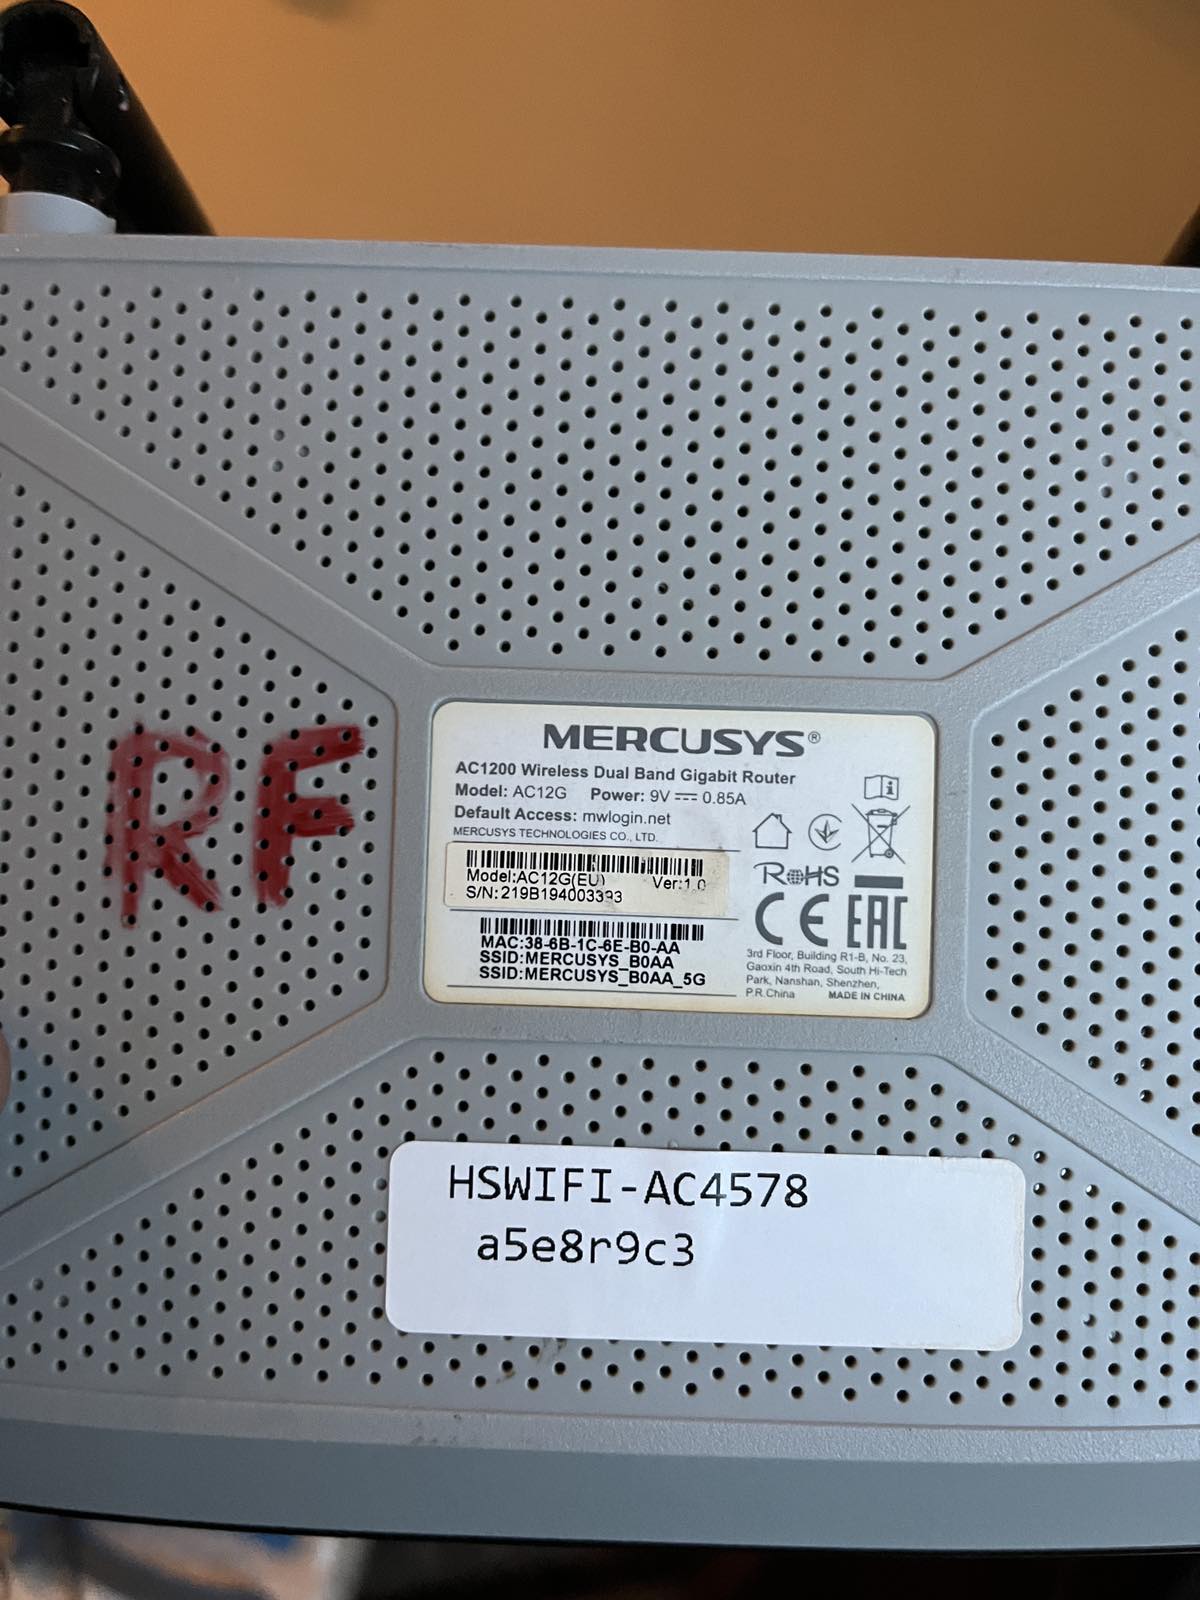 RF
MERCUSYS®
AC1200 Wireless Dual Band Gigabit Router
Model: AC12G Power: 9V⎓0.85A
Default Access: mwlogin.net
MERCUSYS TECHNOLOGIES CO., LTD.
Model:AC12G(EU) Ver:1.0
S/N: 219B194003393
MAC:38-6B-1C-6E-B0-AA
SSID:MERCUSYS_B0AA
SSID:MERCUSYS_B0AA_5G
i
RoHS
CE EAC
3rd Floor, Building R1-B, No. 23,
Gaoxin 4th Road, South Hi-Tech
Park, Nanshan, Shenzhen,
P.R.China MADE IN CHINA
HSWIFI-AC4578
a5e8r9c3